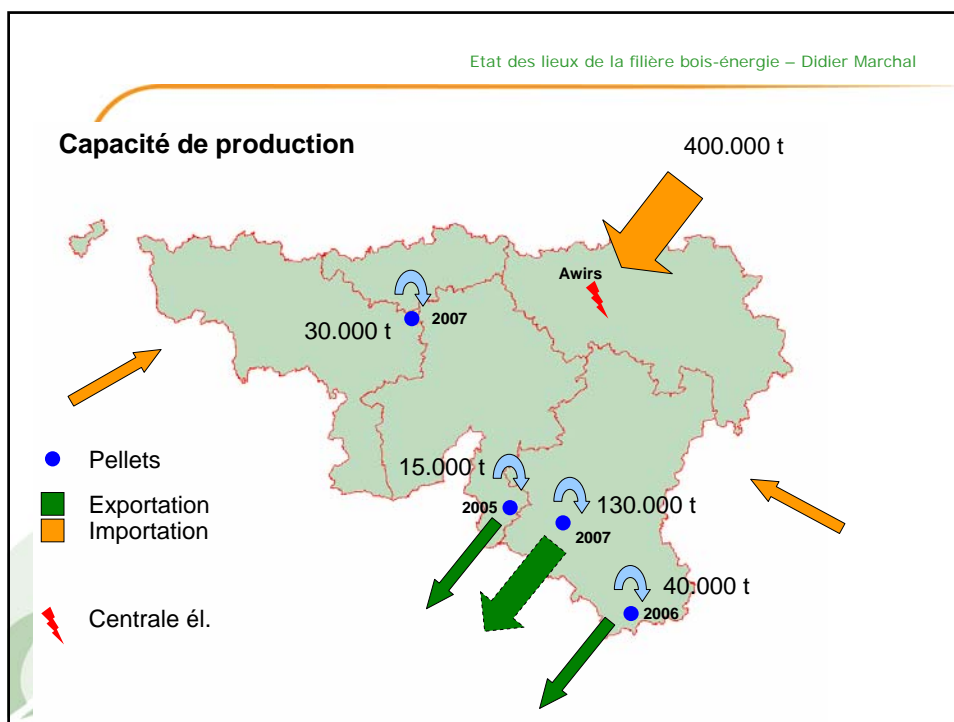 Etat des lieux de la filière bois-énergie – Didier Marchal
Capacité de production
400.000 t
Awirs
2007
30.000 t
Pellets
Exportation
Importation
Centrale él.
15.000 t
2005
130.000 t
2007
40.000 t
2006